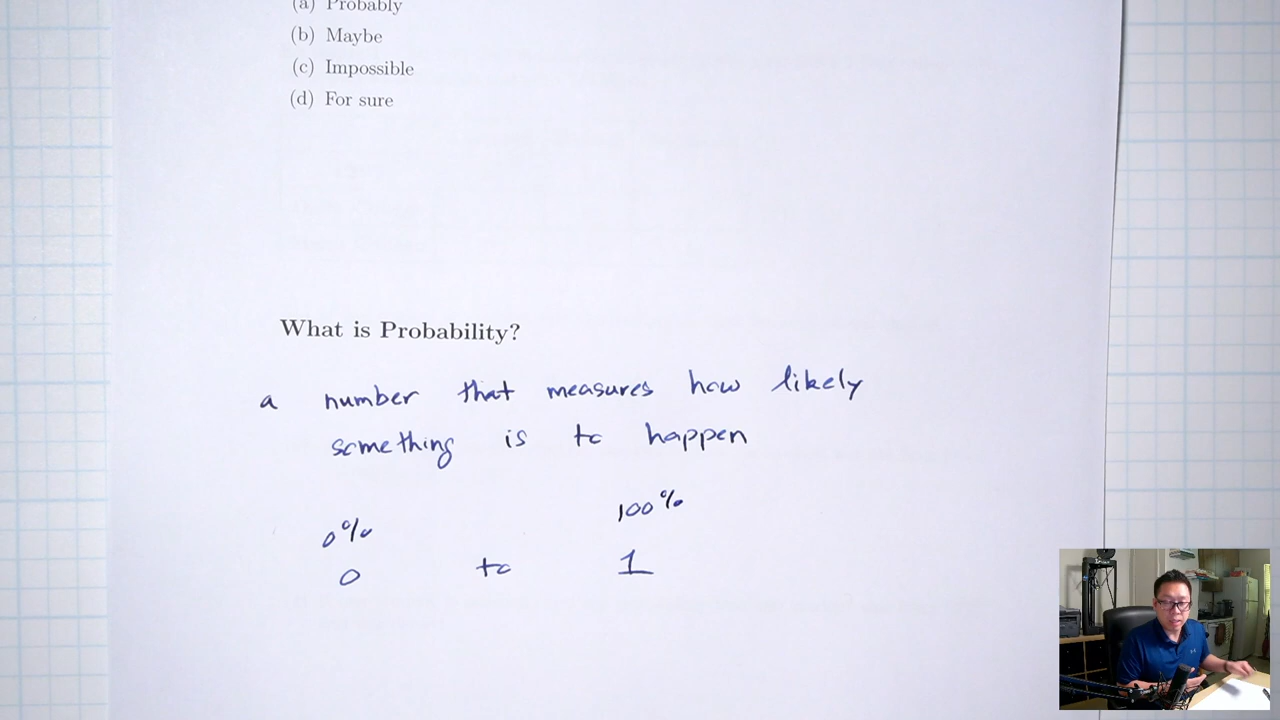 (a) Probably
(b) Maybe
(c) Impossible
(d) For sure
What is Probability?
a number that measures how likely
something is to happen
0% 100%
0 to 1